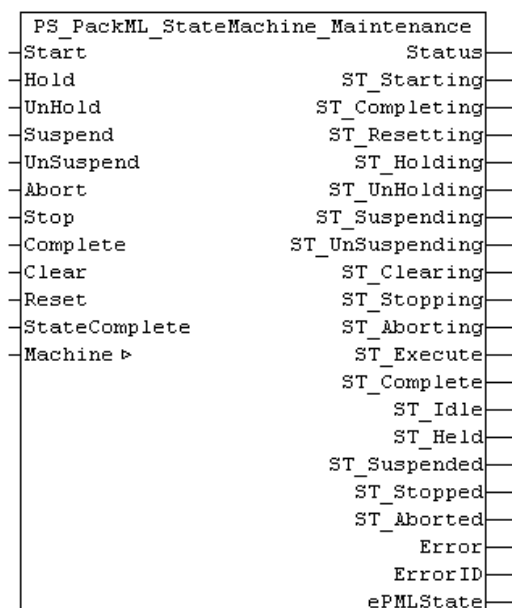 PS_PackML_StateMachine_Maintenance
Start Status
Hold ST_Starting
UnHold ST_Completing
Suspend ST_Resetting
UnSuspend ST_Holding
Abort ST_UnHolding
Stop ST_Suspending
Complete ST_UnSuspending
Clear ST_Clearing
Reset ST_Stopping
StateComplete ST_Aborting
Machine ▹ ST_Execute
ST_Complete
ST_Idle
ST_Held
ST_Suspended
ST_Stopped
ST_Aborted
Error
ErrorID
ePMLState